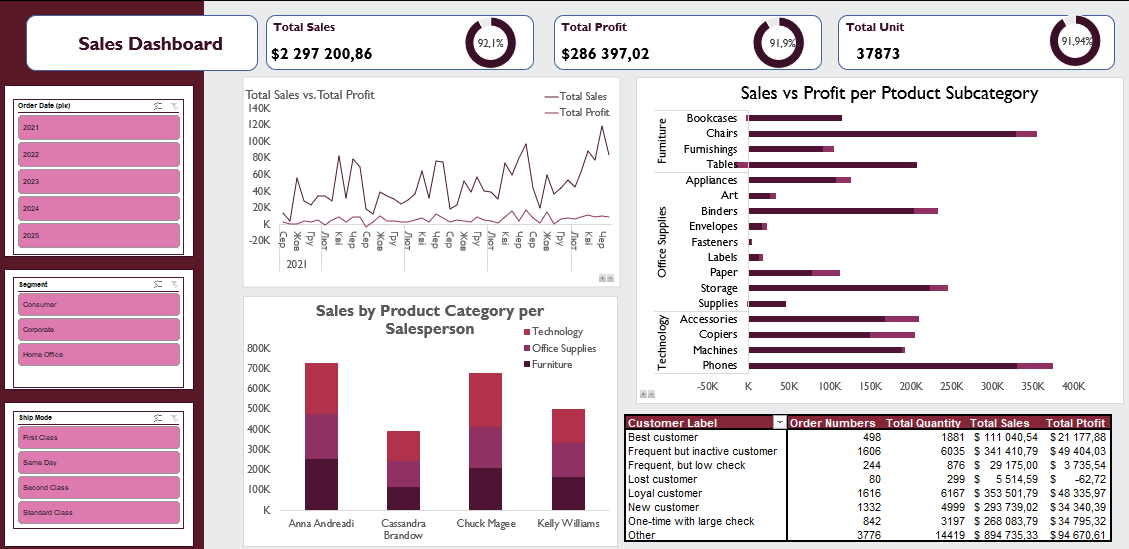 Sales Dashboard
Total Sales
$2 297 200,86
92,1%
Total Profit
$286 397,02
91,9%
Total Unit
37873
91,94%
Order Date (рік)
2021
2022
2023
2024
2025
Segment
Consumer
Corporate
Home Office
Ship Mode
First Class
Same Day
Second Class
Standard Class
Total Sales vs. Total Profit
Total Sales
Total Profit
140K
120K
100K
80K
60K
40K
20K
K
-20K
Сер Жов Гру Лют Кві Чер Сер Жов Гру Лют Кві Чер Сер Жов Гру Лют Кві Чер Сер Жов Гру Лют Кві Чер
2021
Sales by Product Category per
Salesperson
Technology
Office Supplies
Furniture
800K
700K
600K
500K
400K
300K
200K
100K
K
Anna Andreadi
Cassandra
Brandow
Chuck Magee
Kelly Williams
Sales vs Profit per Ptoduct Subcategory
Furniture
Bookcases
Chairs
Furnishings
Tables
Office Supplies
Appliances
Art
Binders
Envelopes
Fasteners
Labels
Paper
Storage
Supplies
Technology
Accessories
Copiers
Machines
Phones
-50K K 50K 100K 150K 200K 250K 300K 350K 400K
Customer Label Order Numbers Total Quantity Total Sales Total Ptofit
Best customer 498 1881 $ 111 040,54 $ 21 177,88
Frequent but inactive customer 1606 6035 $ 341 410,79 $ 49 404,03
Frequent, but low check 244 876 $ 29 175,00 $ 3 735,54
Lost customer 80 299 $ 5 514,59 $ -62,72
Loyal customer 1616 6167 $ 353 501,79 $ 48 335,97
New customer 1332 4999 $ 293 739,02 $ 34 340,39
One-time with large check 842 3197 $ 268 083,79 $ 34 795,32
Other 3776 14419 $ 894 735,33 $ 94 670,61